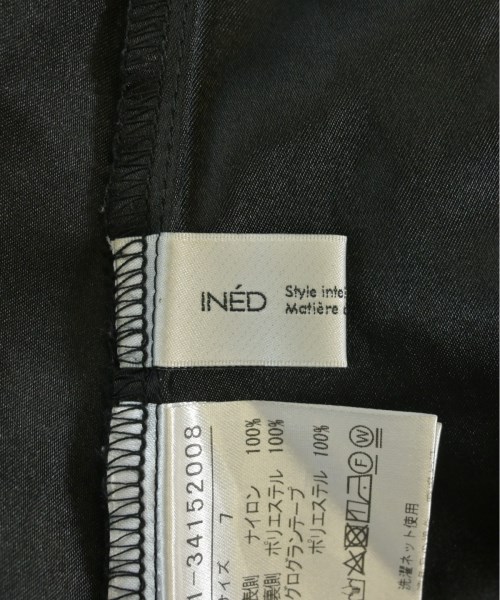 INÉD
Style inte
Matière
-34152008
サイズ 7
表側 ナイロン 100%
裏側 ポリエステル 100%
グログランテープ
ポリエステル 100%
洗濯ネット使用